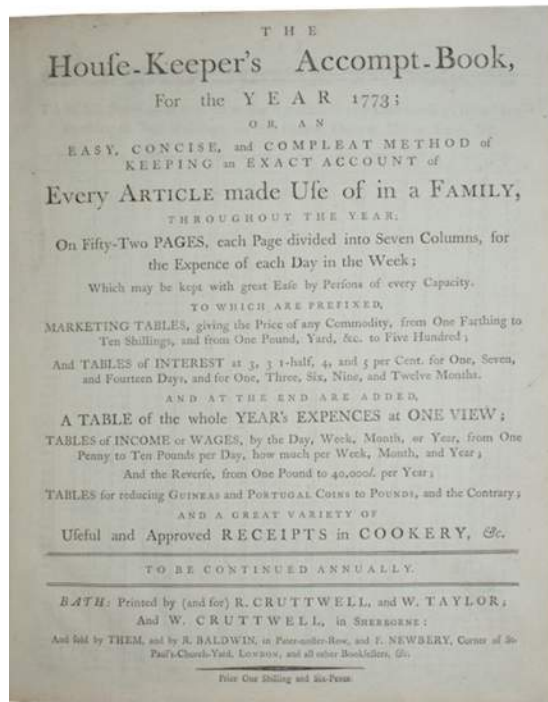 THE
Houſe-Keeper's Accompt-Book,
For the YEAR 1773;
OR, AN
EASY, CONCISE, and COMPLEAT METHOD of
KEEPING an EXACT ACCOUNT of
Every ARTICLE made Uſe of in a FAMILY,
THROUGHOUT THE YEAR;
On Fifty-Two PAGES, each Page divided into Seven Columns, for
the Expence of each Day in the Week;
Which may be kept with great Eaſe by Perſons of every Capacity.
TO WHICH ARE PREFIXED,
MARKETING TABLES, giving the Price of any Commodity, from One Farthing to
Ten Shillings, and from One Pound, Yard, &c. to Five Hundred;
And TABLES of INTEREST at 3, 3 1-half, 4, and 5 per Cent. for One, Seven,
and Fourteen Days, and for One, Three, Six, Nine, and Twelve Months.
AND AT THE END ARE ADDED,
A TABLE of the whole YEAR's EXPENCES at ONE VIEW;
TABLES of INCOME or WAGES, by the Day, Week, Month, or Year, from One
Penny to Ten Pounds per Day, how much per Week, Month, and Year;
And the Reverſe, from One Pound to 40,000l. per Year;
TABLES for reducing GUINEAS and PORTUGAL COINS to POUNDS, and the Contrary;
AND A GREAT VARIETY OF
Uſeful and Approved RECEIPTS in COOKERY, &c.
TO BE CONTINUED ANNUALLY.
BATH: Printed by (and for) R. CRUTTWELL, and W. TAYLOR;
And W. CRUTTWELL, in SHERBORNE:
And ſold by THEM, and by R. BALDWIN, in Pater-noſter-Row, and F. NEWBERY, Corner of St.
Paul's-Church-Yard, LONDON, and all other Bookſellers, &c.
Price One Shilling and Six-Pence.